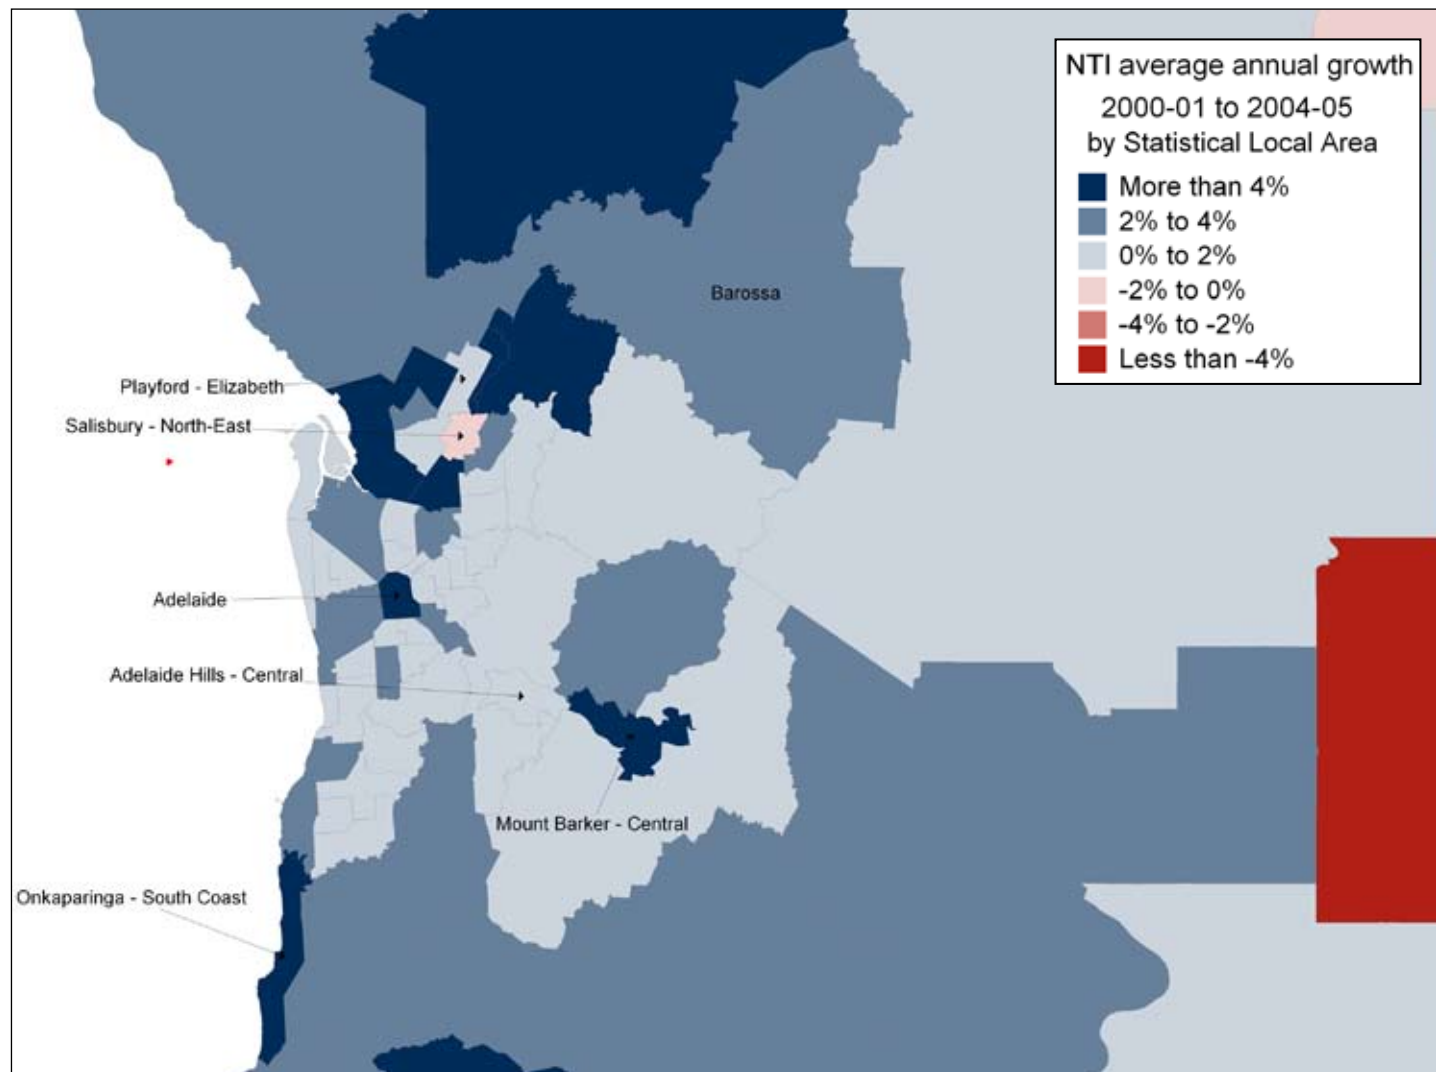 NTI average annual growth
2000-01 to 2004-05
by Statistical Local Area
More than 4%
2% to 4%
0% to 2%
-2% to 0%
-4% to -2%
Less than -4%
Barossa
Playford - Elizabeth
Salisbury - North-East
Adelaide
Adelaide Hills - Central
Mount Barker - Central
Onkaparinga - South Coast